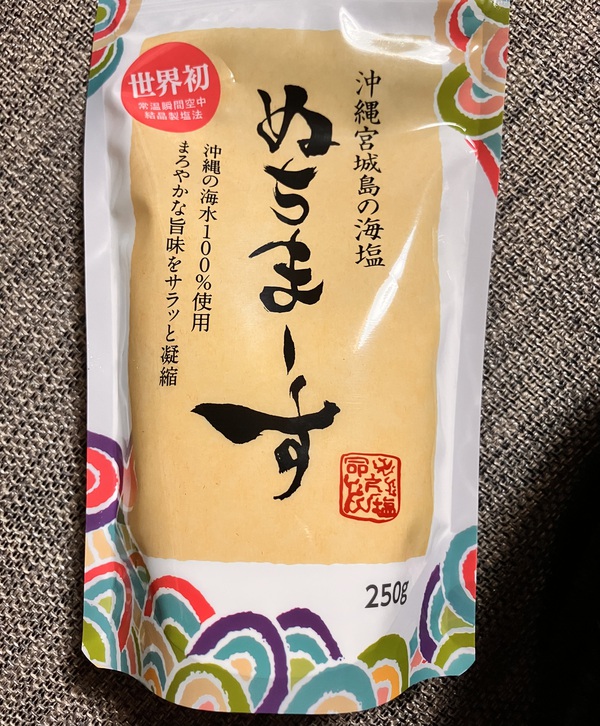 世界初
常温瞬間空中
結晶製塩法
沖縄宮城島の海塩
ぬちまーす
沖縄の海水100%使用
まろやかな旨味をサラッと凝縮
250g